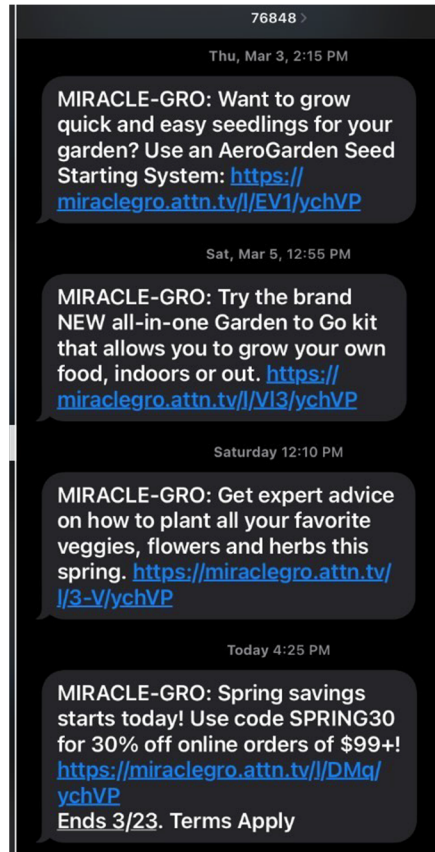 76848 >
Thu, Mar 3, 2:15 PM
MIRACLE-GRO: Want to grow
quick and easy seedlings for your
garden? Use an AeroGarden Seed
Starting System: https://
miraclegro.attn.tv/l/EV1/ychVP
Sat, Mar 5, 12:55 PM
MIRACLE-GRO: Try the brand
NEW all-in-one Garden to Go kit
that allows you to grow your own
food, indoors or out. https://
miraclegro.attn.tv/l/Vl3/ychVP
Saturday 12:10 PM
MIRACLE-GRO: Get expert advice
on how to plant all your favorite
veggies, flowers and herbs this
spring. https://miraclegro.attn.tv/
l/3-V/ychVP
Today 4:25 PM
MIRACLE-GRO: Spring savings
starts today! Use code SPRING30
for 30% off online orders of $99+!
https://miraclegro.attn.tv/l/DMq/
ychVP
Ends 3/23. Terms Apply